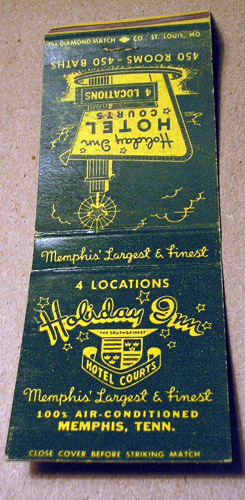 The DIAMOND MATCH CO. ST. LOUIS, MO
450 ROOMS - 450 BATHS
4 LOCATIONS
Holiday Inn
HOTEL
COURTS
Memphis' Largest & Finest
4 LOCATIONS
Holiday Inn
THE SOUTH'S FINEST
HOTEL COURTS
Memphis' Largest & Finest
100% AIR-CONDITIONED
MEMPHIS, TENN.
CLOSE COVER BEFORE STRIKING MATCH